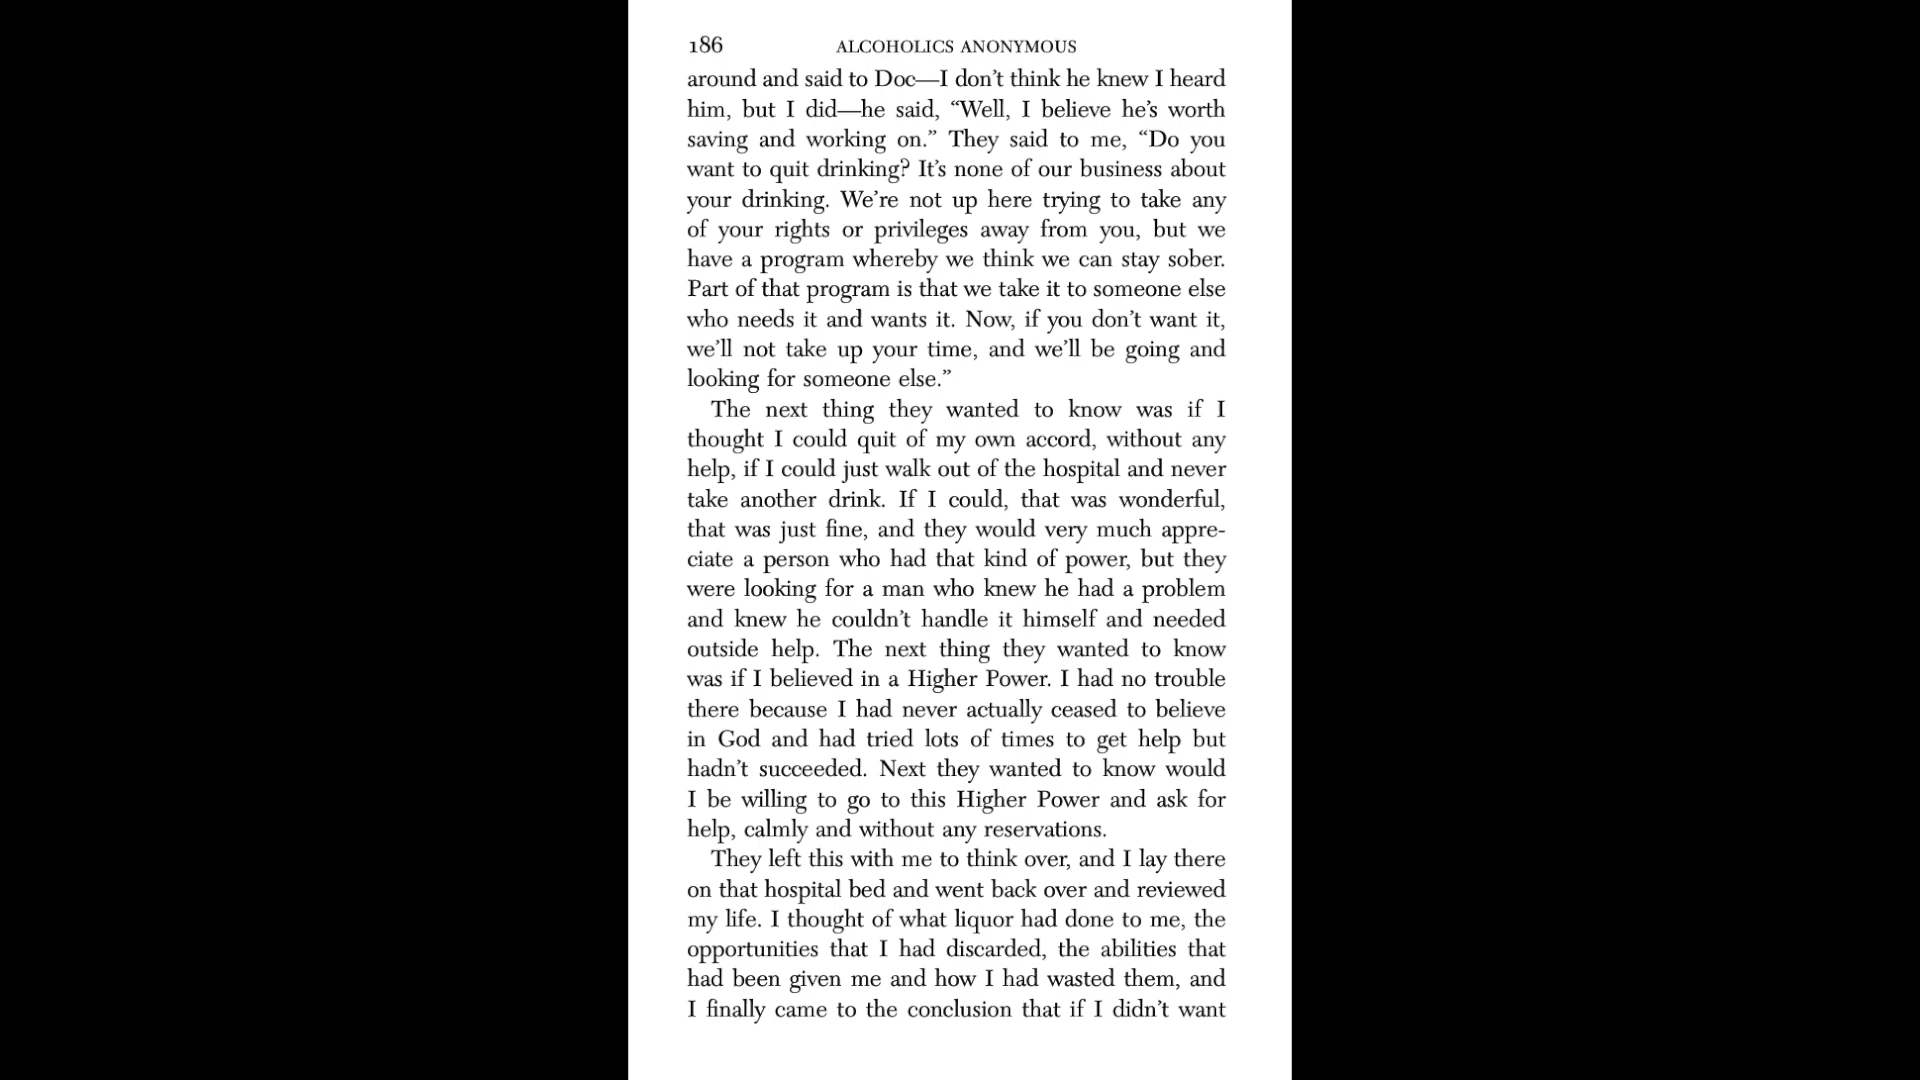 186 ALCOHOLICS ANONYMOUS
around and said to Doc—I don’t think he knew I heard
him, but I did—he said, “Well, I believe he’s worth
saving and working on.” They said to me, “Do you
want to quit drinking? It’s none of our business about
your drinking. We’re not up here trying to take any
of your rights or privileges away from you, but we
have a program whereby we think we can stay sober.
Part of that program is that we take it to someone else
who needs it and wants it. Now, if you don’t want it,
we’ll not take up your time, and we’ll be going and
looking for someone else.”
The next thing they wanted to know was if I
thought I could quit of my own accord, without any
help, if I could just walk out of the hospital and never
take another drink. If I could, that was wonderful,
that was just fine, and they would very much appre-
ciate a person who had that kind of power, but they
were looking for a man who knew he had a problem
and knew he couldn’t handle it himself and needed
outside help. The next thing they wanted to know
was if I believed in a Higher Power. I had no trouble
there because I had never actually ceased to believe
in God and had tried lots of times to get help but
hadn’t succeeded. Next they wanted to know would
I be willing to go to this Higher Power and ask for
help, calmly and without any reservations.
They left this with me to think over, and I lay there
on that hospital bed and went back over and reviewed
my life. I thought of what liquor had done to me, the
opportunities that I had discarded, the abilities that
had been given me and how I had wasted them, and
I finally came to the conclusion that if I didn’t want